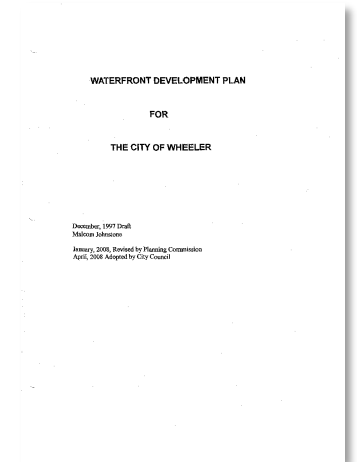 WATERFRONT DEVELOPMENT PLAN
FOR
THE CITY OF WHEELER
December, 1997 Draft
Malcom Johnstone
January, 2008, Revised by Planning Commission
April, 2008 Adopted by City Council